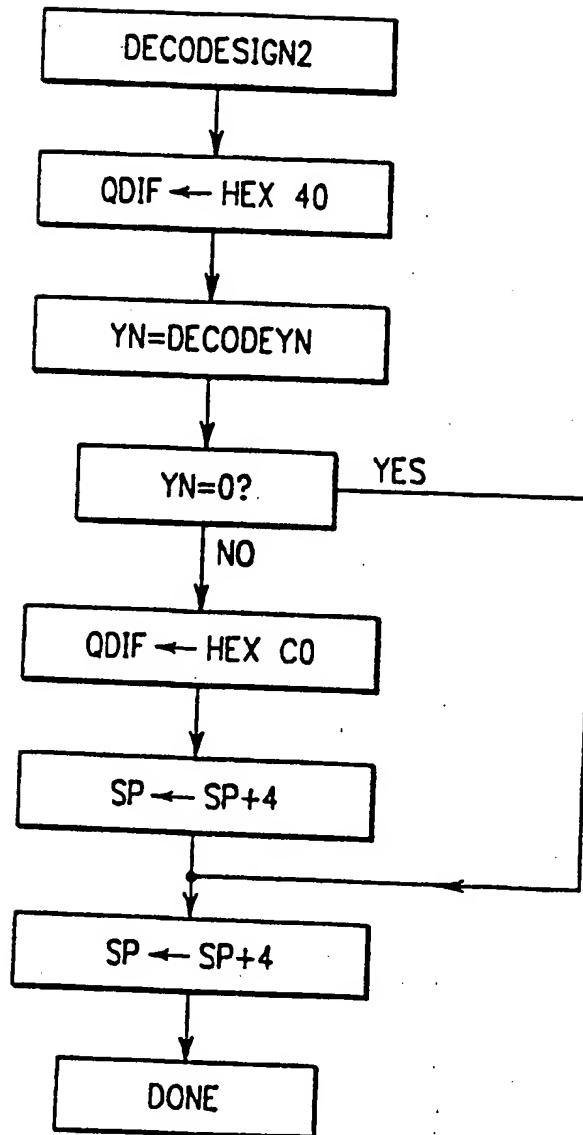 DECODESIGN2
QDIF ← HEX 40
YN=DECODEYN
YN=0?
YES
NO
QDIF ← HEX C0
SP ← SP+4
SP ← SP+4
DONE